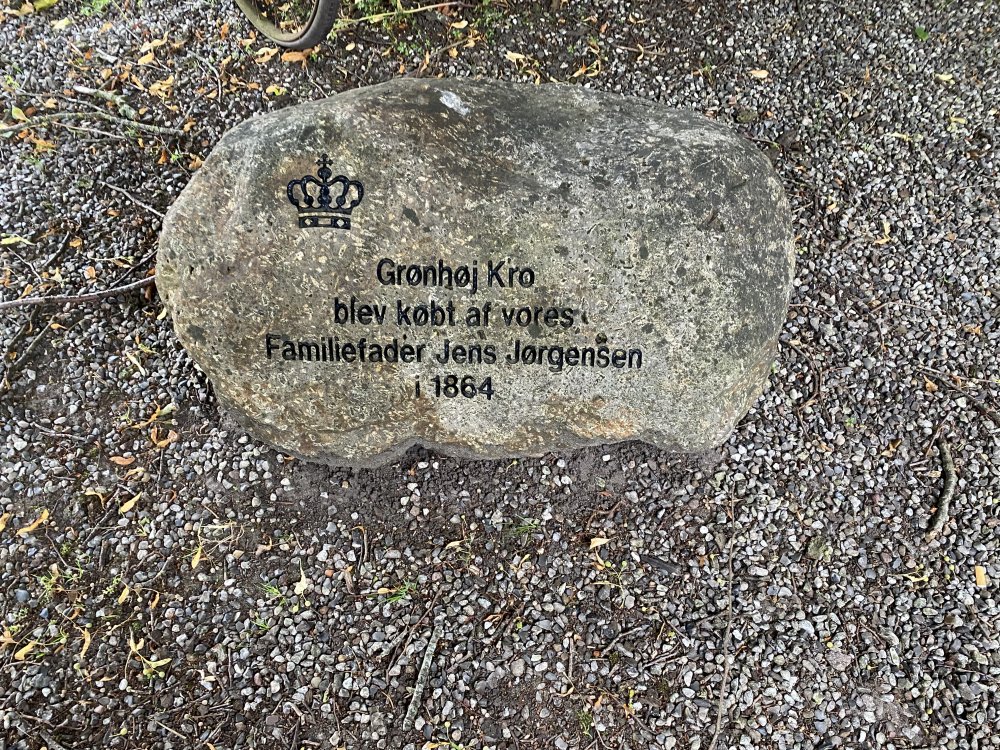 Grønhøj Kro
blev købt af vores
Familiefader Jens Jørgensen
i 1864